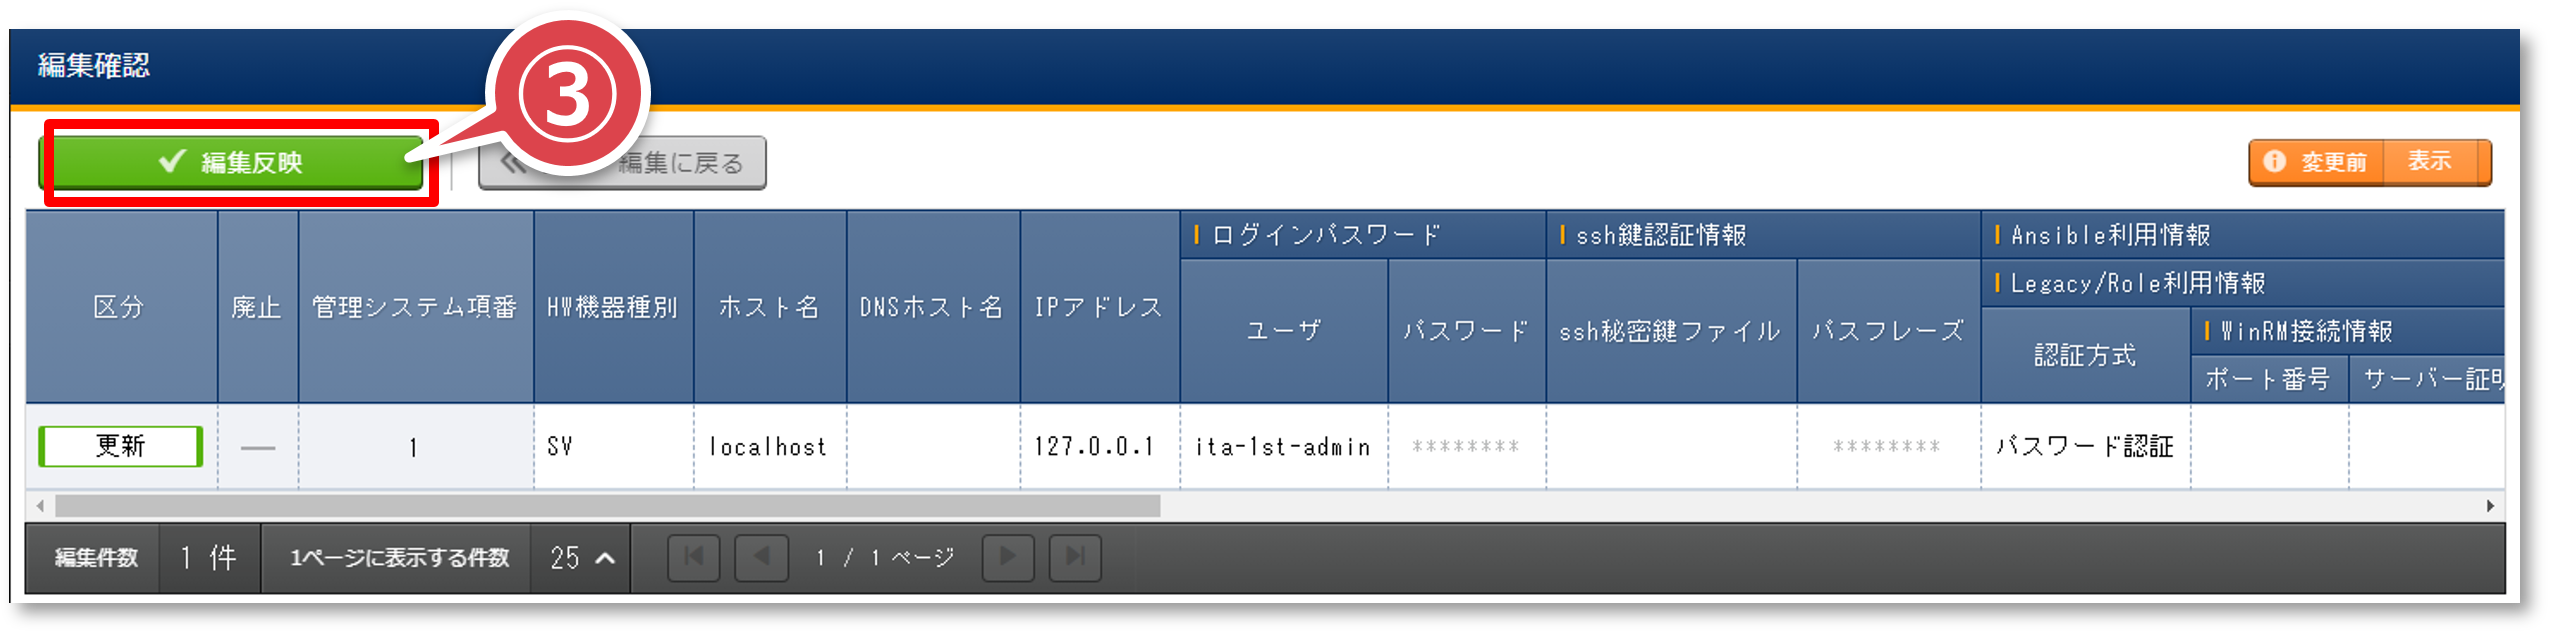 編集確認
③
✓ 編集反映
≪ 編集に戻る
変更前 表示
区分 廃止 管理システム項番 HW機器種別 ホスト名 DNSホスト名 IPアドレス
ログインパスワード
ユーザ パスワード
ssh鍵認証情報
ssh秘密鍵ファイル パスフレーズ
Ansible利用情報
Legacy/Role利用情報
認証方式
WinRM接続情報
ポート番号 サーバー証明
更新 — 1 SV localhost 127.0.0.1 ita-1st-admin ******** ******** パスワード認証
編集件数 1 件 1ページに表示する件数 25 1 / 1 ページ